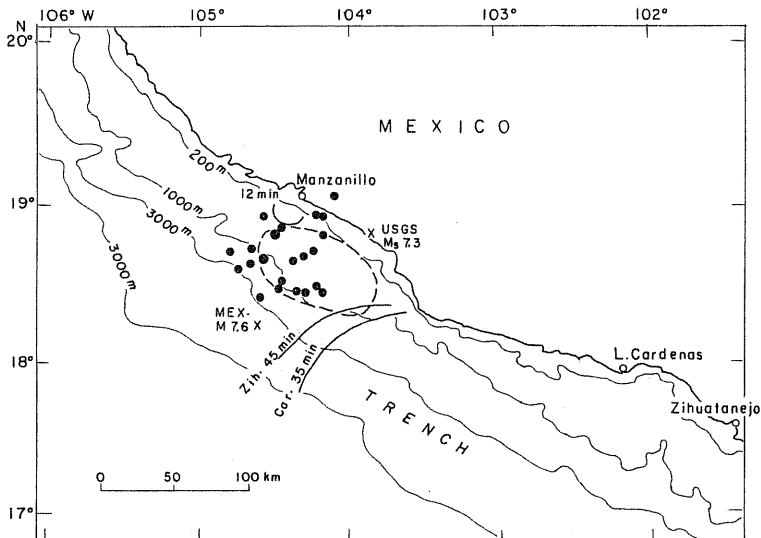 N
106° W
105°
104°
103°
102°
20°
MEXICO
200m
Manzanillo
12 min
1000m
19°
3000m
X USGS
Ms 7.3
3000m
MEX-
M 7.6 X
18°
Zih. 45 min
L. Cardenas
Car. 35 min
TRENCH
Zihuatanejo
0 50 100 km
17°